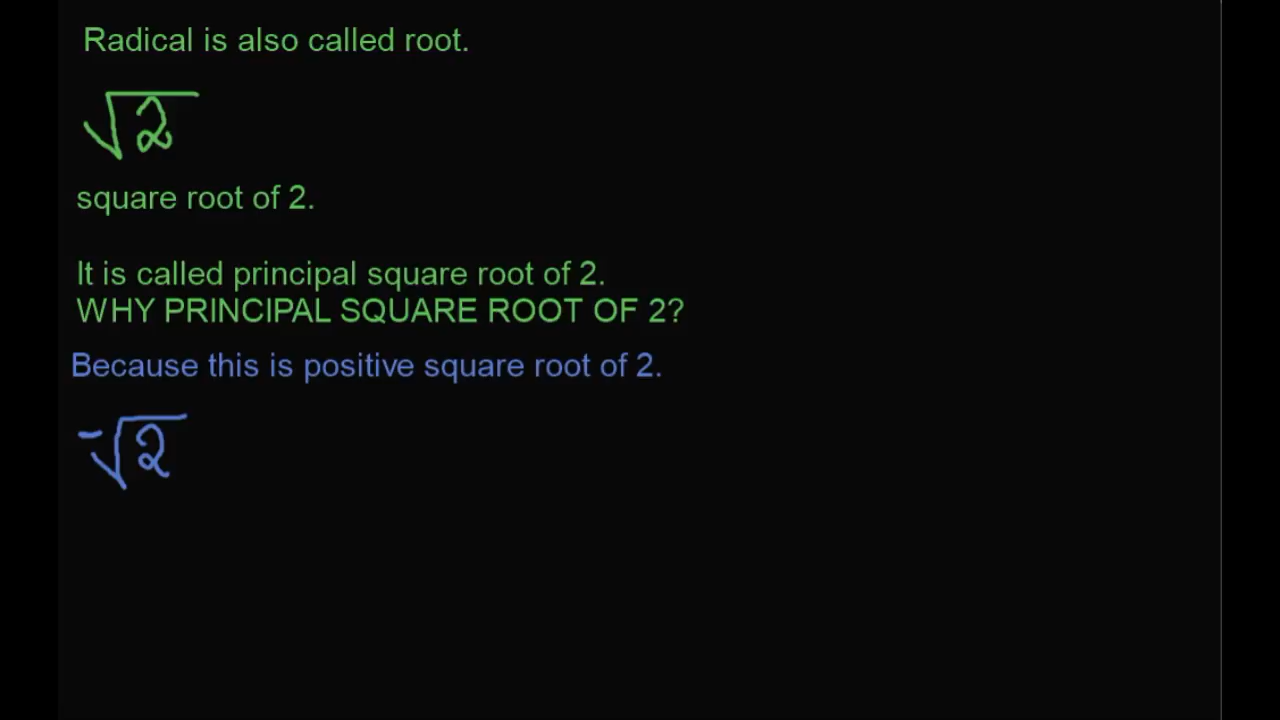 Radical is also called root.
√2
square root of 2.
It is called principal square root of 2.
WHY PRINCIPAL SQUARE ROOT OF 2?
Because this is positive square root of 2.
-√2